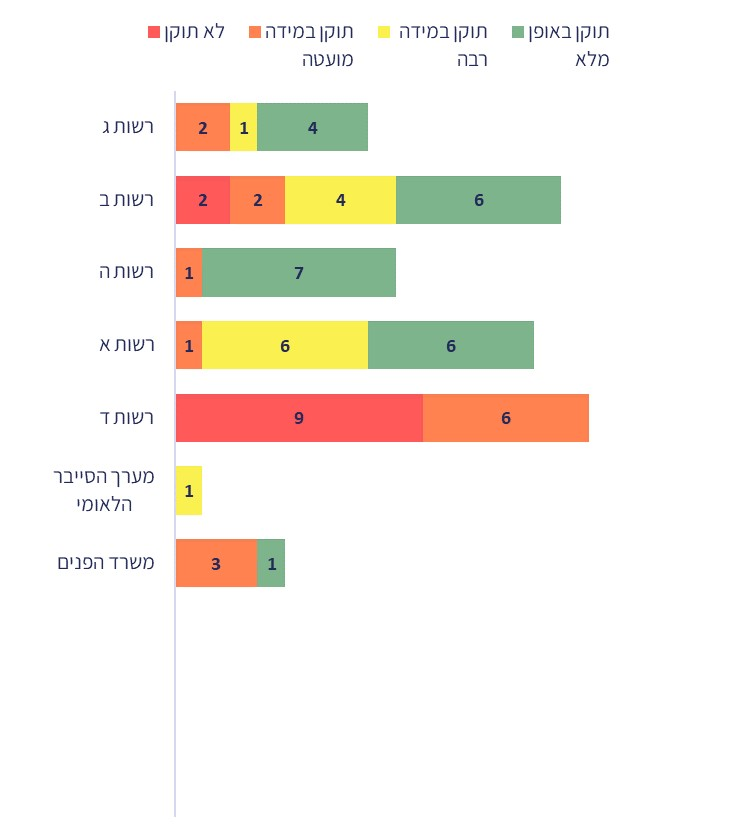 תוקן באופן
מלא
תוקן במידה
רבה
תוקן במידה
מועטה
לא תוקן
רשות ג
2 1 4
רשות ב
2 2 4 6
רשות ה
1 7
רשות א
1 6 6
רשות ד
9 6
מערך הסייבר
הלאומי
1
משרד הפנים
3 1